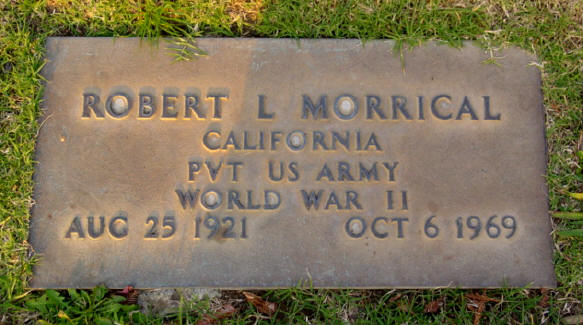 ROBERT L MORRICAL
CALIFORNIA
PVT US ARMY
WORLD WAR II
AUG 25 1921 OCT 6 1969